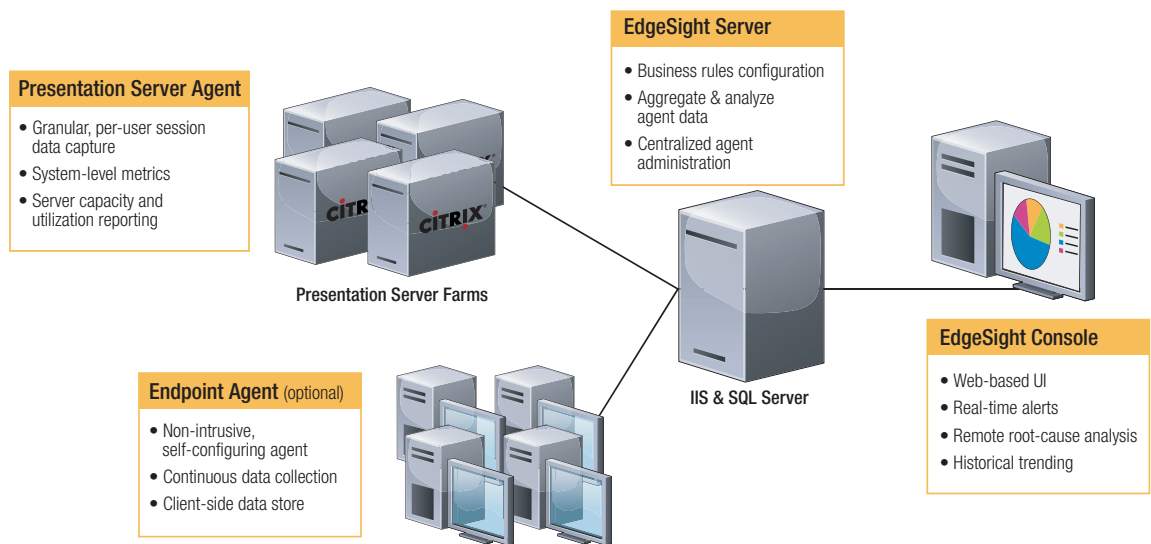 EdgeSight Server
• Business rules configuration
• Aggregate & analyze
agent data
• Centralized agent
administration
Presentation Server Agent
• Granular, per-user session
data capture
• System-level metrics
• Server capacity and
utilization reporting
CITRIX
CITRIX®
Presentation Server Farms
IIS & SQL Server
EdgeSight Console
• Web-based UI
• Real-time alerts
• Remote root-cause analysis
• Historical trending
Endpoint Agent (optional)
• Non-intrusive,
self-configuring agent
• Continuous data collection
• Client-side data store